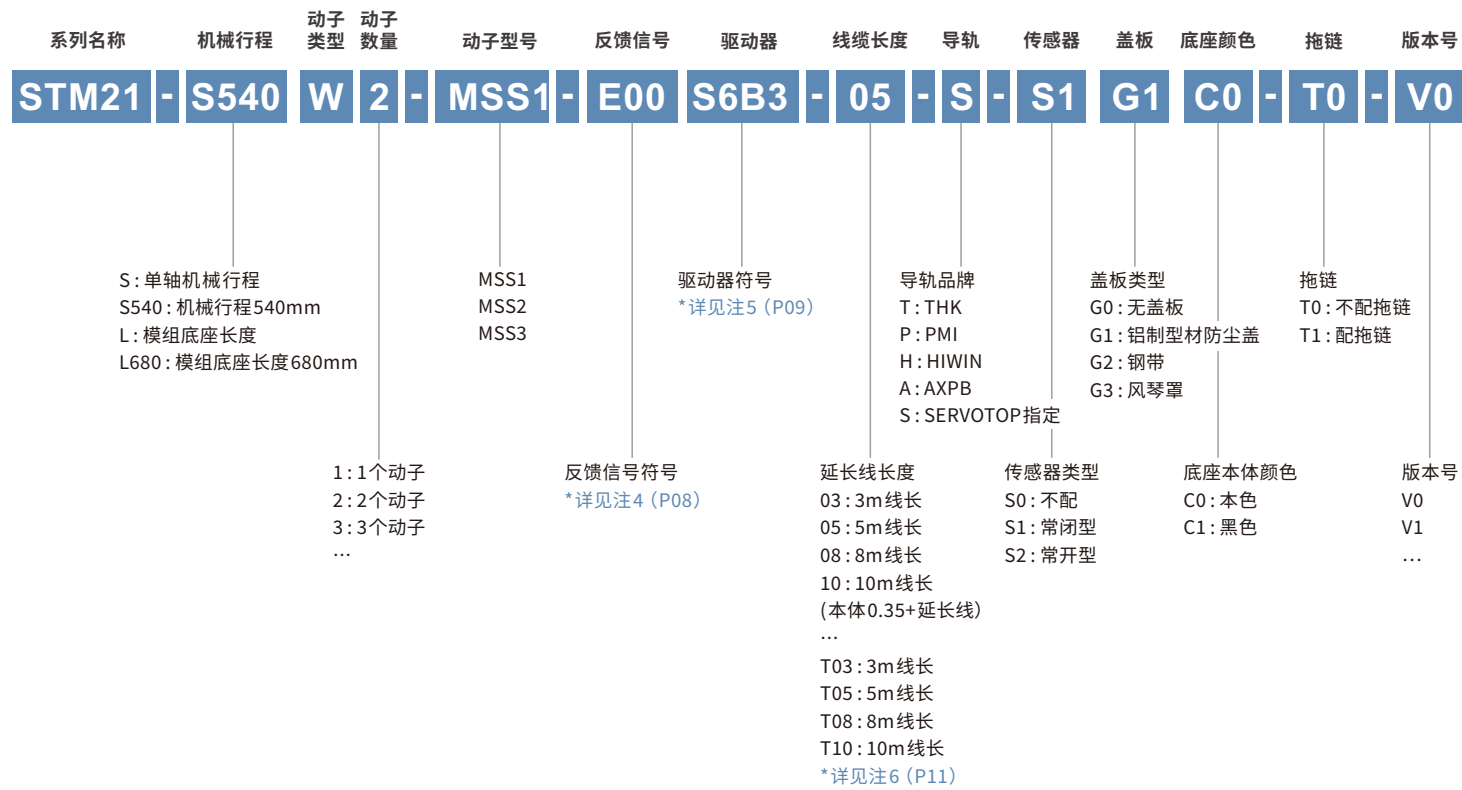 系列名称 机械行程 动子类型 动子数量 动子型号 反馈信号 驱动器 线缆长度 导轨 传感器 盖板 底座颜色 拖链 版本号
STM21 - S540 W 2 - MSS1 - E00 S6B3 - 05 - S - S1 G1 C0 - T0 - V0
S：单轴机械行程
S540：机械行程540mm
L：模组底座长度
L680：模组底座长度680mm
MSS1
MSS2
MSS3
驱动器符号
*详见注5（P09）
导轨品牌
T：THK
P：PMI
H：HIWIN
A：AXPB
S：SERVOTOP指定
盖板类型
G0：无盖板
G1：铝制型材防尘盖
G2：钢带
G3：风琴罩
拖链
T0：不配拖链
T1：配拖链
1：1个动子
2：2个动子
3：3个动子
…
反馈信号符号
*详见注4（P08）
延长线长度
03：3m线长
05：5m线长
08：8m线长
10：10m线长
(本体0.35+延长线)
…
T03：3m线长
T05：5m线长
T08：8m线长
T10：10m线长
*详见注6（P11）
传感器类型
S0：不配
S1：常闭型
S2：常开型
底座本体颜色
C0：本色
C1：黑色
版本号
V0
V1
…